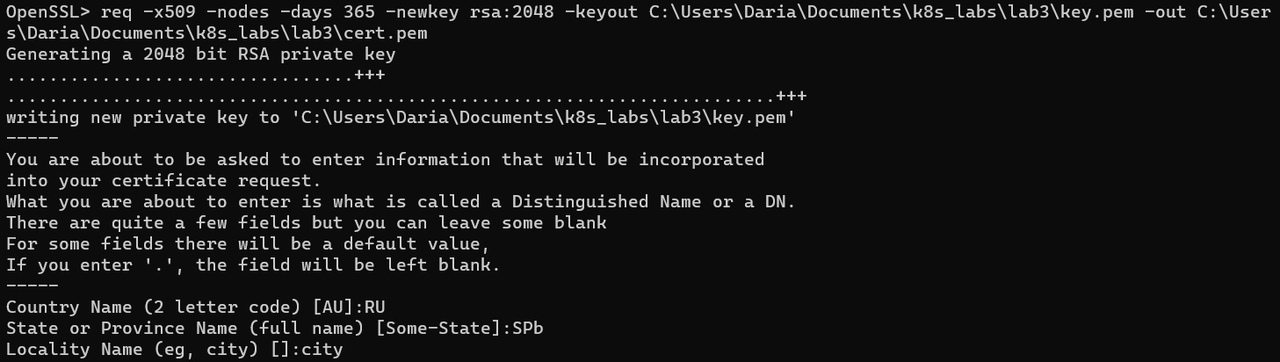 OpenSSL> req -x509 -nodes -days 365 -newkey rsa:2048 -keyout C:\Users\Daria\Documents\k8s_labs\lab3\key.pem -out C:\User
s\Daria\Documents\k8s_labs\lab3\cert.pem
Generating a 2048 bit RSA private key
.................................+++
.........................................................................+++
writing new private key to 'C:\Users\Daria\Documents\k8s_labs\lab3\key.pem'
-----
You are about to be asked to enter information that will be incorporated
into your certificate request.
What you are about to enter is what is called a Distinguished Name or a DN.
There are quite a few fields but you can leave some blank
For some fields there will be a default value,
If you enter '.', the field will be left blank.
-----
Country Name (2 letter code) [AU]:RU
State or Province Name (full name) [Some-State]:SPb
Locality Name (eg, city) []:city